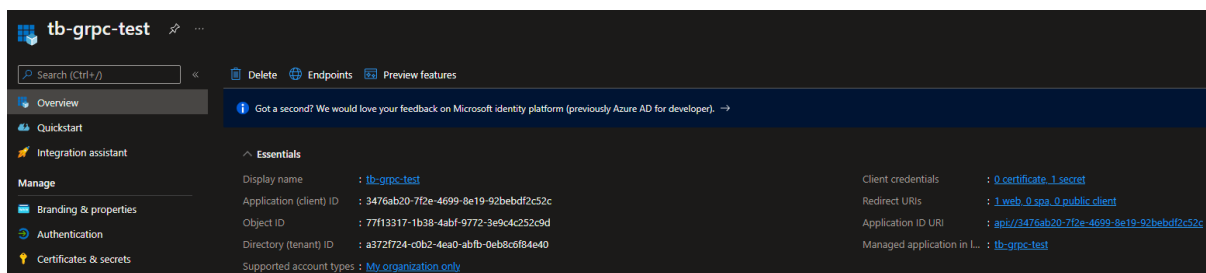 tb-grpc-test
Search (Ctrl+/)
«
Delete Endpoints Preview features
Overview
Got a second? We would love your feedback on Microsoft identity platform (previously Azure AD for developer). →
Quickstart
Integration assistant
Essentials
Manage
Display name : tb-grpc-test
Client credentials : 0 certificate, 1 secret
Application (client) ID : 3476ab20-7f2e-4699-8e19-92bebdf2c52c
Redirect URIs : 1 web, 0 spa, 0 public client
Branding & properties
Object ID : 77f13317-1b38-4abf-9772-3e9c4c252c9d
Application ID URI : api://3476ab20-7f2e-4699-8e19-92bebdf2c52c
Authentication
Directory (tenant) ID : a372f724-c0b2-4ea0-abfb-0eb8c6f84e40
Managed application in l... : tb-grpc-test
Certificates & secrets
Supported account types : My organization only